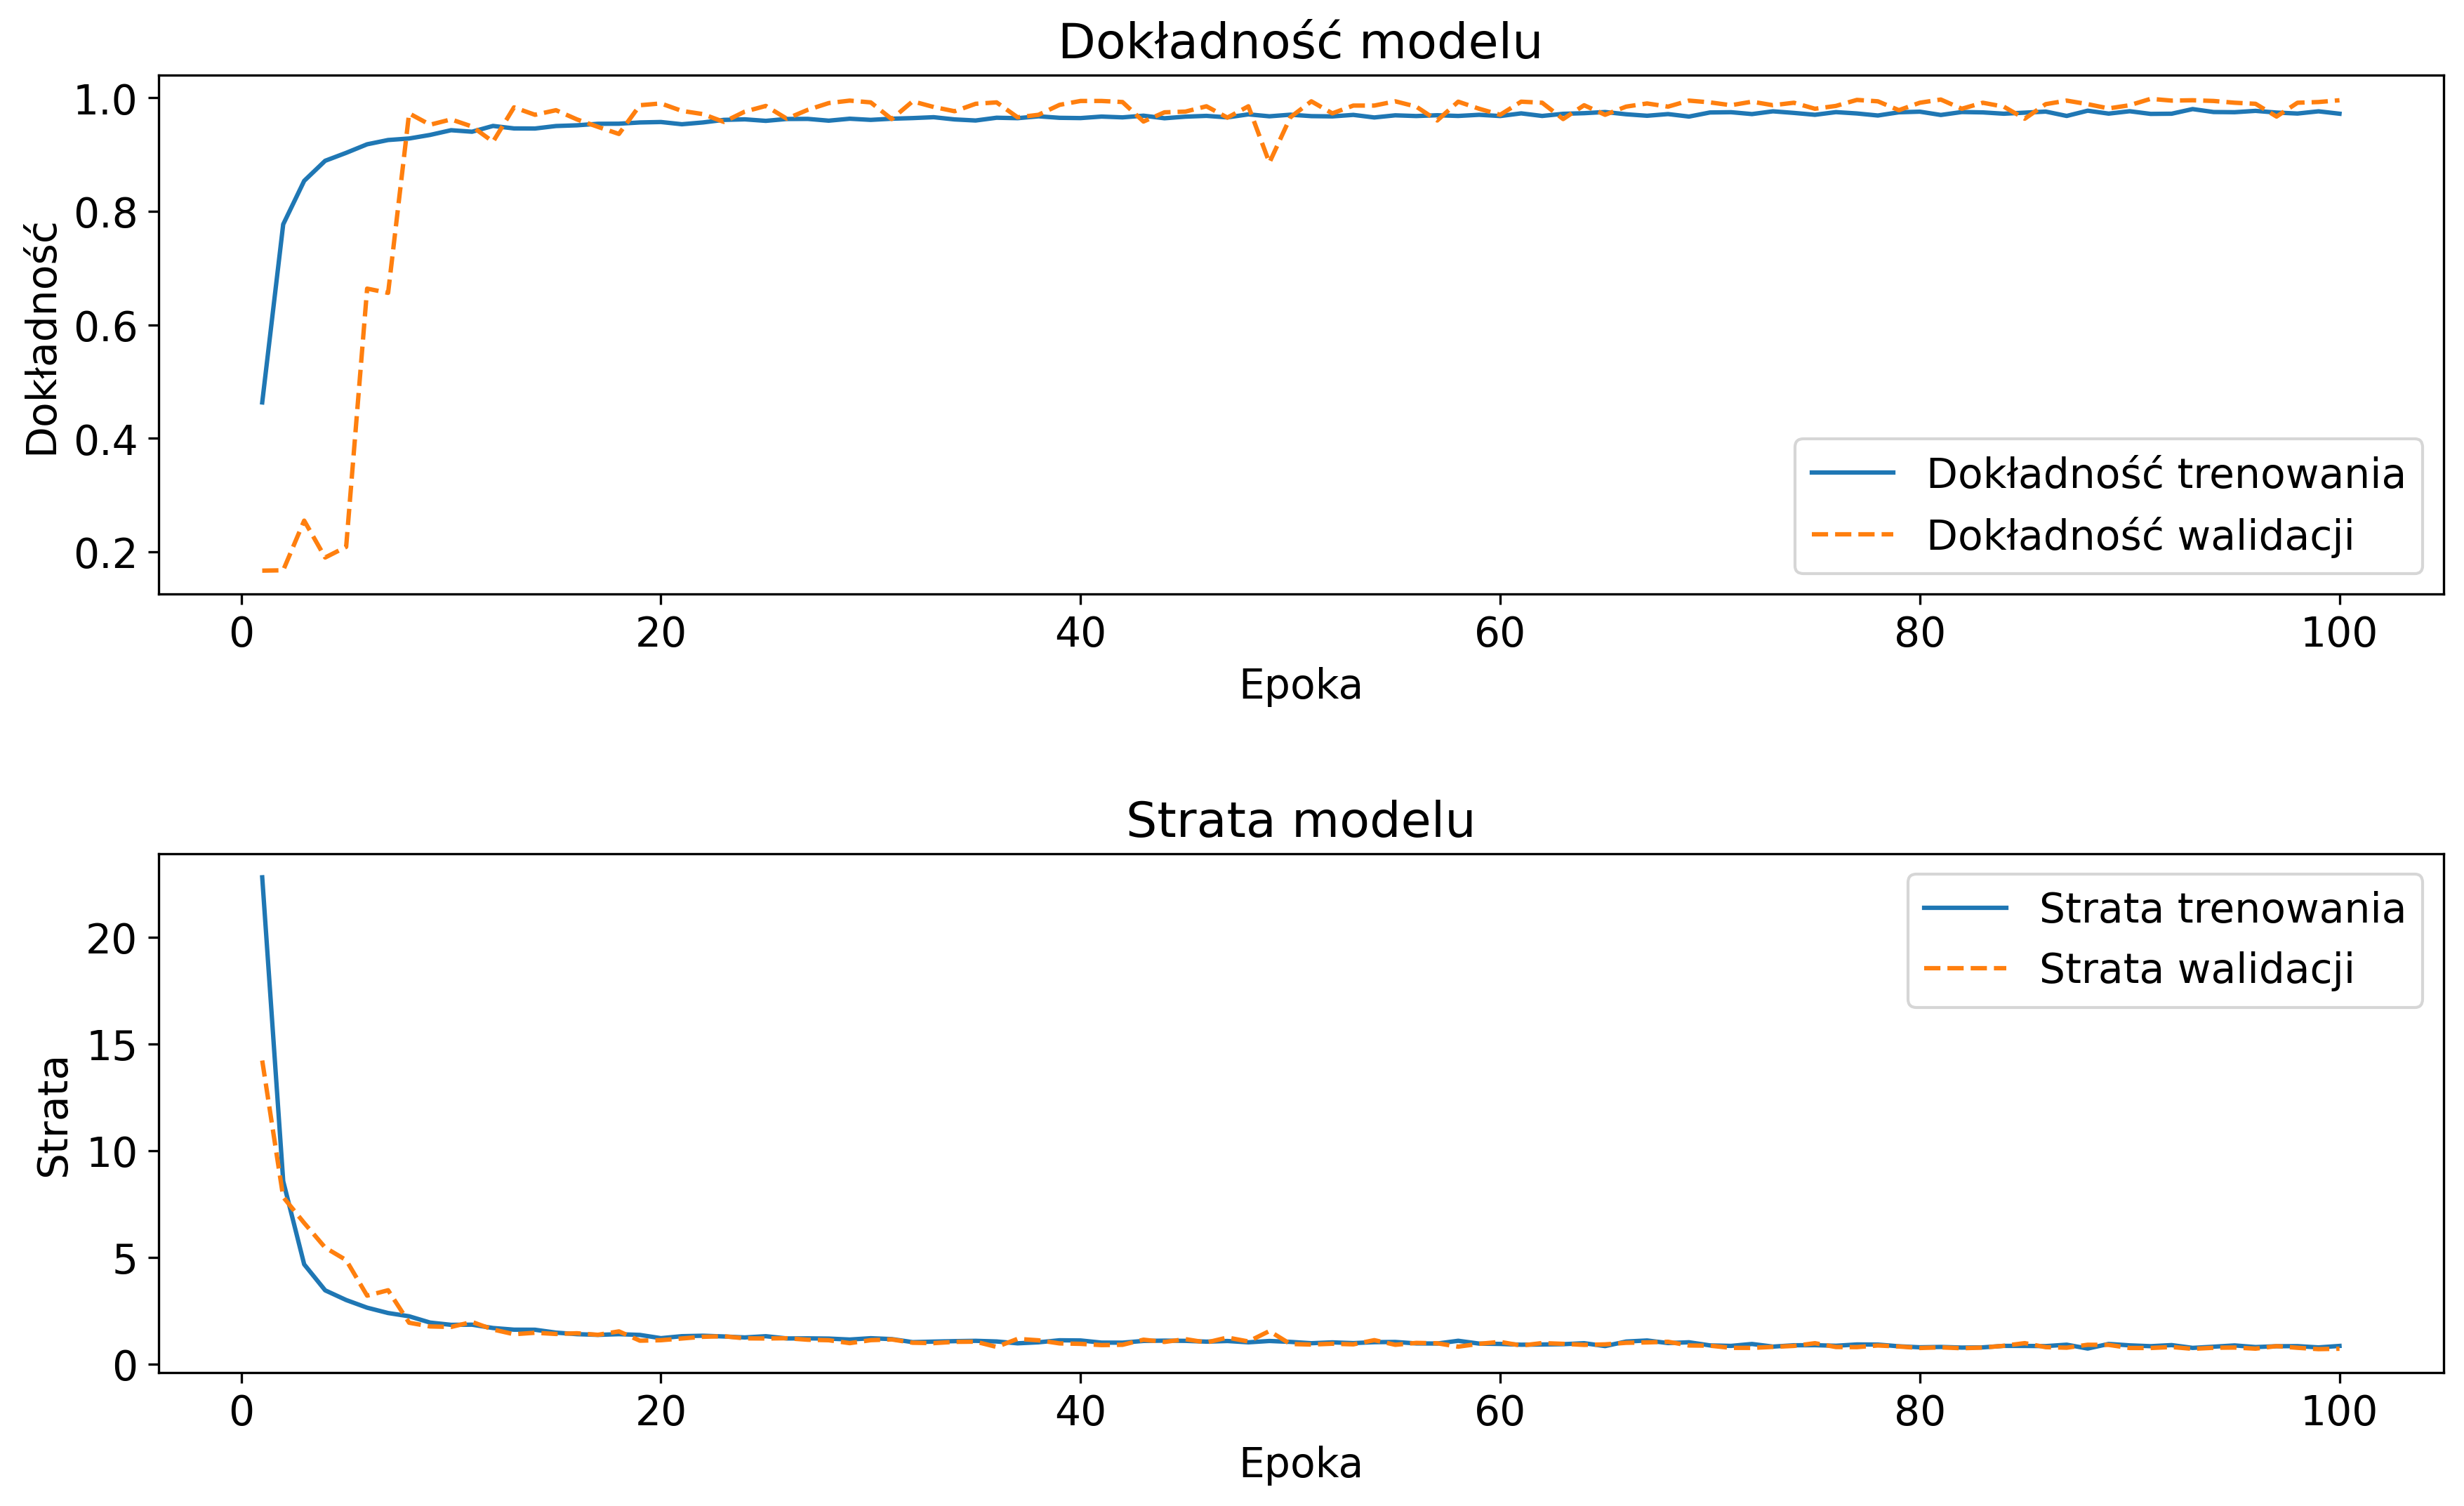 Dokładność modelu
1.0
0.8
0.6
0.4
0.2
Dokładność
Dokładność trenowania
Dokładność walidacji
0 20 40 60 80 100
Epoka
Strata modelu
20
15
10
5
0
Strata
Strata trenowania
Strata walidacji
0 20 40 60 80 100
Epoka